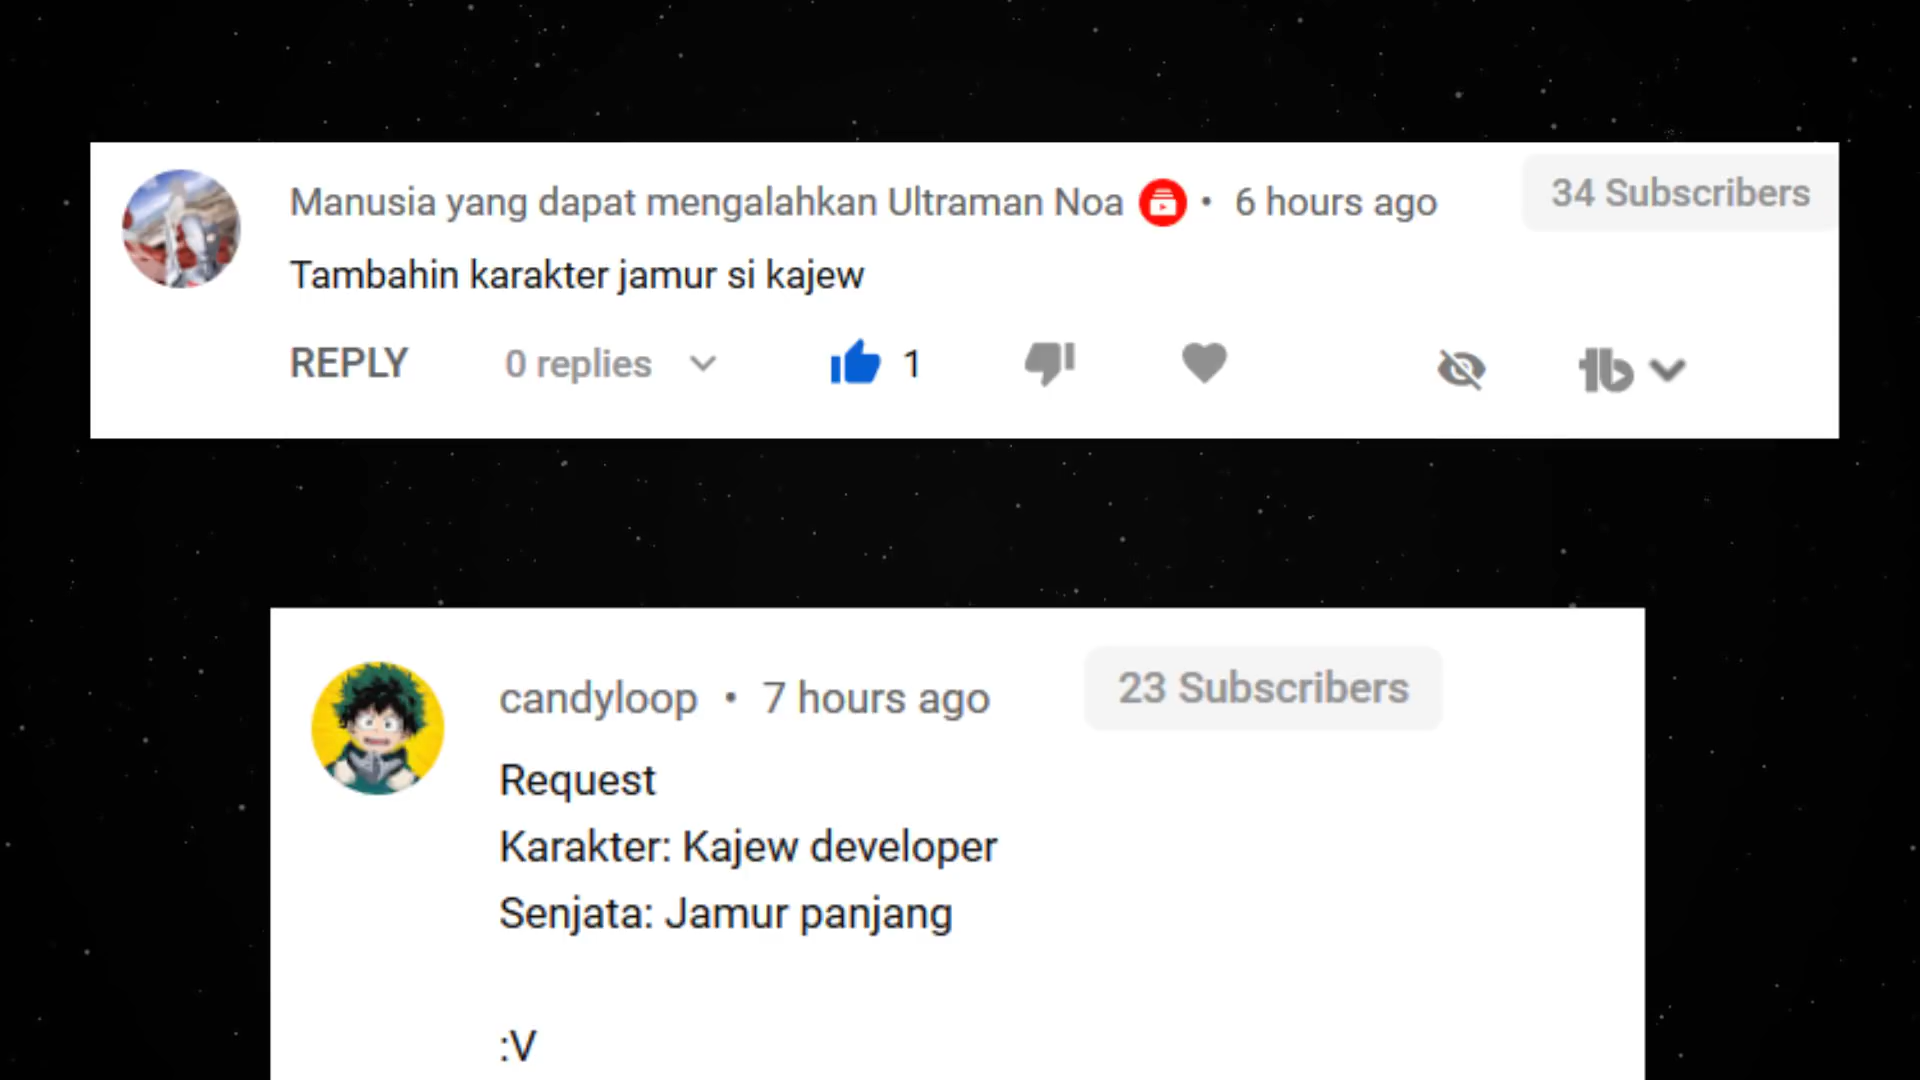 Manusia yang dapat mengalahkan Ultraman Noa • 6 hours ago 34 Subscribers
Tambahin karakter jamur si kajew
REPLY 0 replies 1
candyloop • 7 hours ago 23 Subscribers
Request
Karakter: Kajew developer
Senjata: Jamur panjang
:V